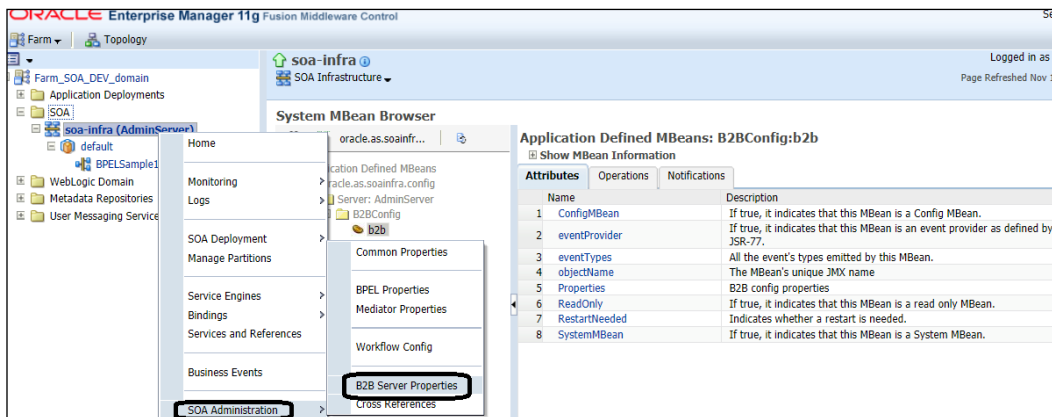 ORACLE Enterprise Manager 11g Fusion Middleware Control
Farm
Topology
Farm_SOA_DEV_domain
Application Deployments
SOA
soa-infra (AdminServer)
default
BPELSample1
WebLogic Domain
Metadata Repositories
User Messaging Service
soa-infra
SOA Infrastructure
Logged in as
Page Refreshed Nov 1
System MBean Browser
oracle.as.soainfr...
ication Defined MBeans
racle.as.soainfra.config
Server: AdminServer
B2BConfig
b2b
Home
Monitoring
Logs
SOA Deployment
Manage Partitions
Service Engines
Bindings
Services and References
Business Events
SOA Administration
Common Properties
BPEL Properties
Mediator Properties
Workflow Config
B2B Server Properties
Cross References
Application Defined MBeans: B2BConfig:b2b
Show MBean Information
Attributes Operations Notifications
Name Description
1 ConfigMBean If true, it indicates that this MBean is a Config MBean.
2 eventProvider If true, it indicates that this MBean is an event provider as defined by
JSR-77.
3 eventTypes All the event's types emitted by this MBean.
4 objectName The MBean's unique JMX name
5 Properties B2B config properties
6 ReadOnly If true, it indicates that this MBean is a read only MBean.
7 RestartNeeded Indicates whether a restart is needed.
8 SystemMBean If true, it indicates that this MBean is a System MBean.